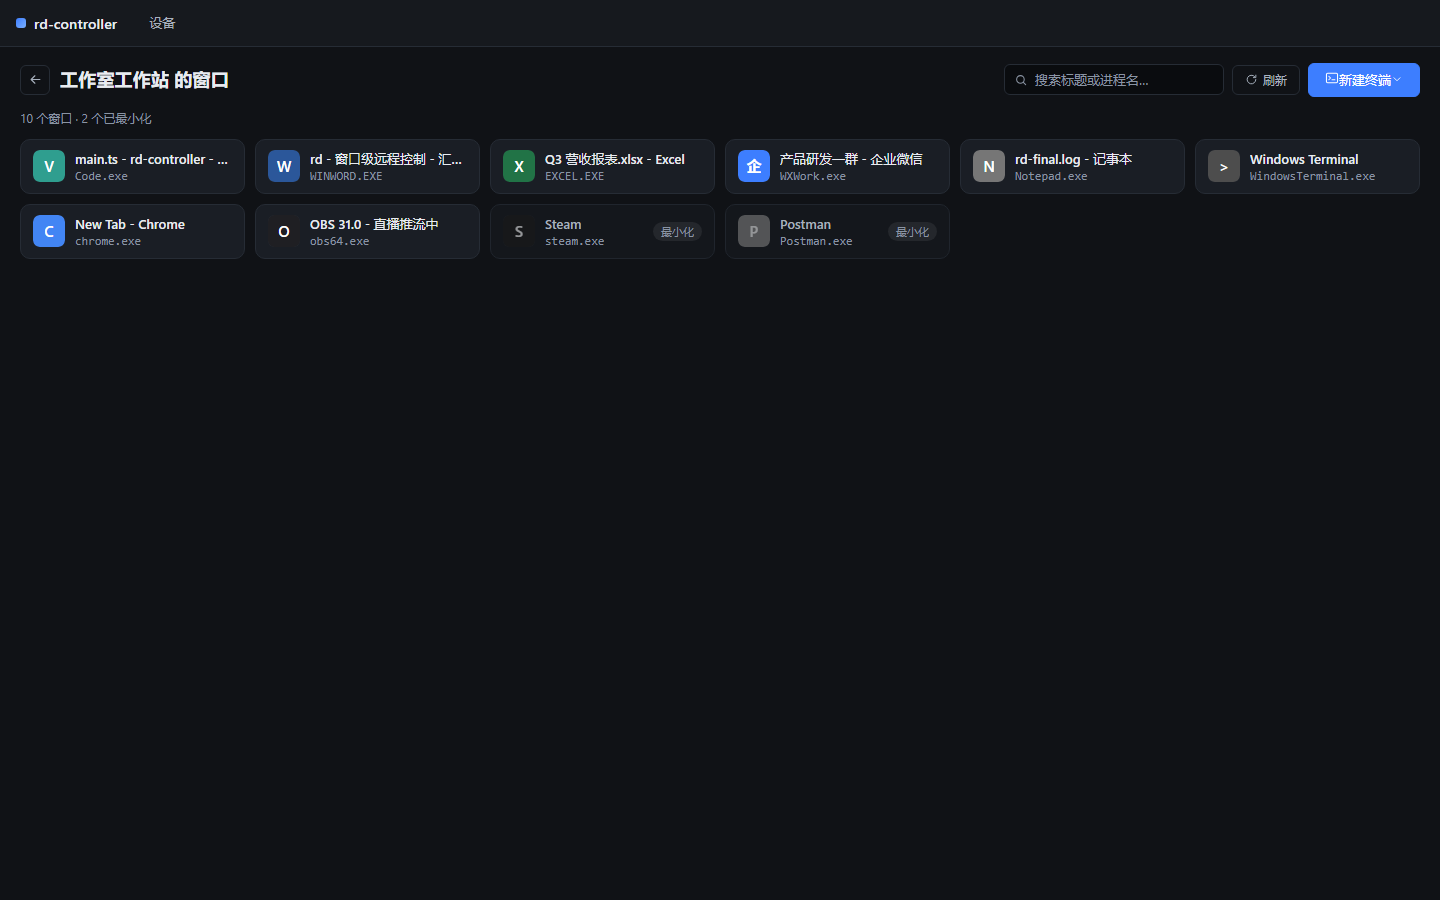 rd-controller 设备
工作室工作站 的窗口
搜索标题或进程名...
刷新
新建终端
10 个窗口 · 2 个已最小化
V
main.ts - rd-controller - ...
Code.exe
W
rd - 窗口级远程控制 - 汇...
WINWORD.EXE
X
Q3 营收报表.xlsx - Excel
EXCEL.EXE
企
产品研发一群 - 企业微信
WXWork.exe
N
rd-final.log - 记事本
Notepad.exe
>
Windows Terminal
WindowsTerminal.exe
C
New Tab - Chrome
chrome.exe
O
OBS 31.0 - 直播推流中
obs64.exe
S
Steam
steam.exe
最小化
P
Postman
Postman.exe
最小化